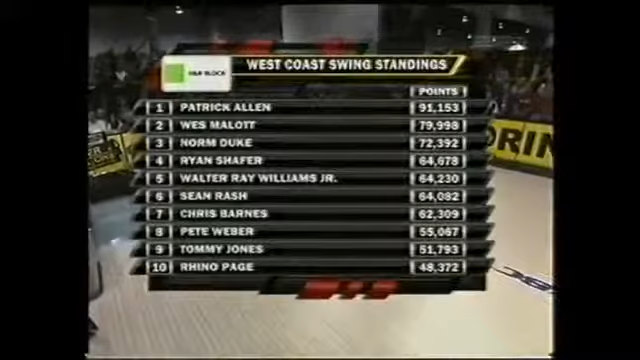 H&R BLOCK
WEST COAST SWING STANDINGS
POINTS
1 PATRICK ALLEN 91,153
2 WES MALOTT 79,998
3 NORM DUKE 72,392
4 RYAN SHAFER 64,678
5 WALTER RAY WILLIAMS JR. 64,230
6 SEAN RASH 64,082
7 CHRIS BARNES 62,309
8 PETE WEBER 55,067
9 TOMMY JONES 51,793
10 RHINO PAGE 48,372